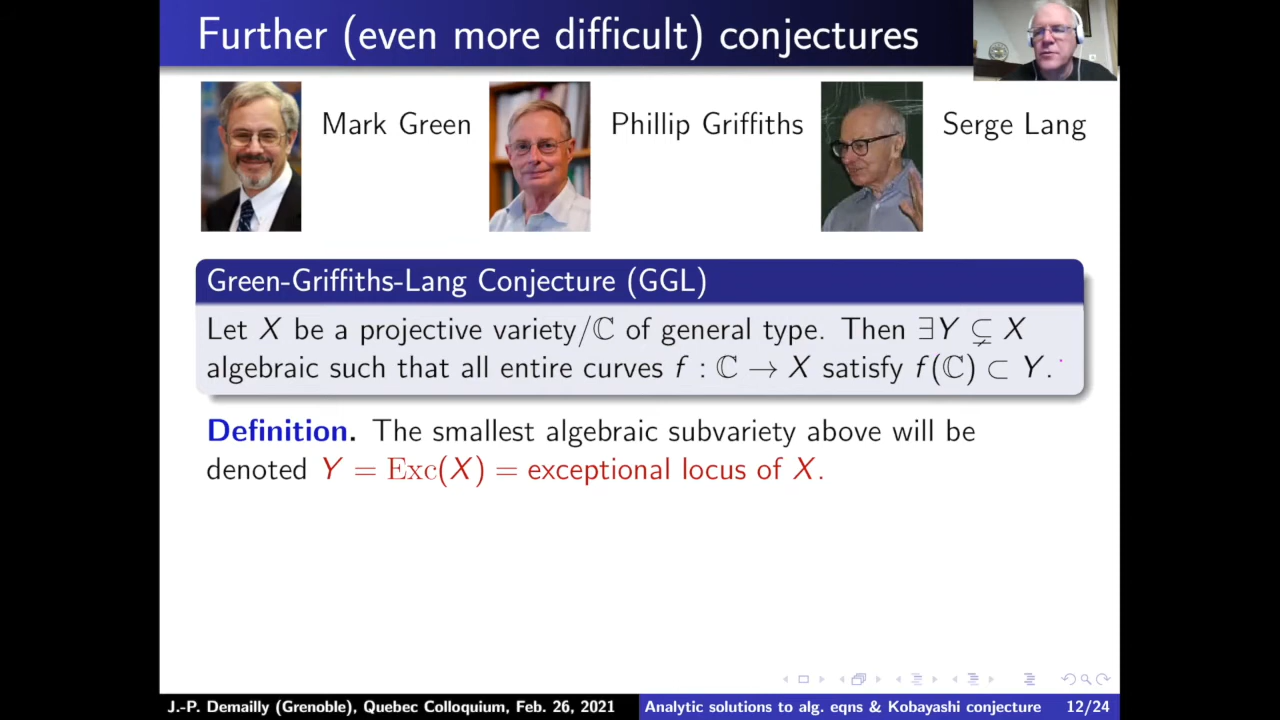 Further (even more difficult) conjectures
Mark Green
Phillip Griffiths
Serge Lang
Green-Griffiths-Lang Conjecture (GGL)
Let X be a projective variety/ℂ of general type. Then ∃Y ⊊ X
algebraic such that all entire curves f : ℂ → X satisfy f(ℂ) ⊂ Y.
Definition. The smallest algebraic subvariety above will be
denoted Y = Exc(X) = exceptional locus of X.
J.-P. Demailly (Grenoble), Quebec Colloquium, Feb. 26, 2021
Analytic solutions to alg. eqns & Kobayashi conjecture
12/24